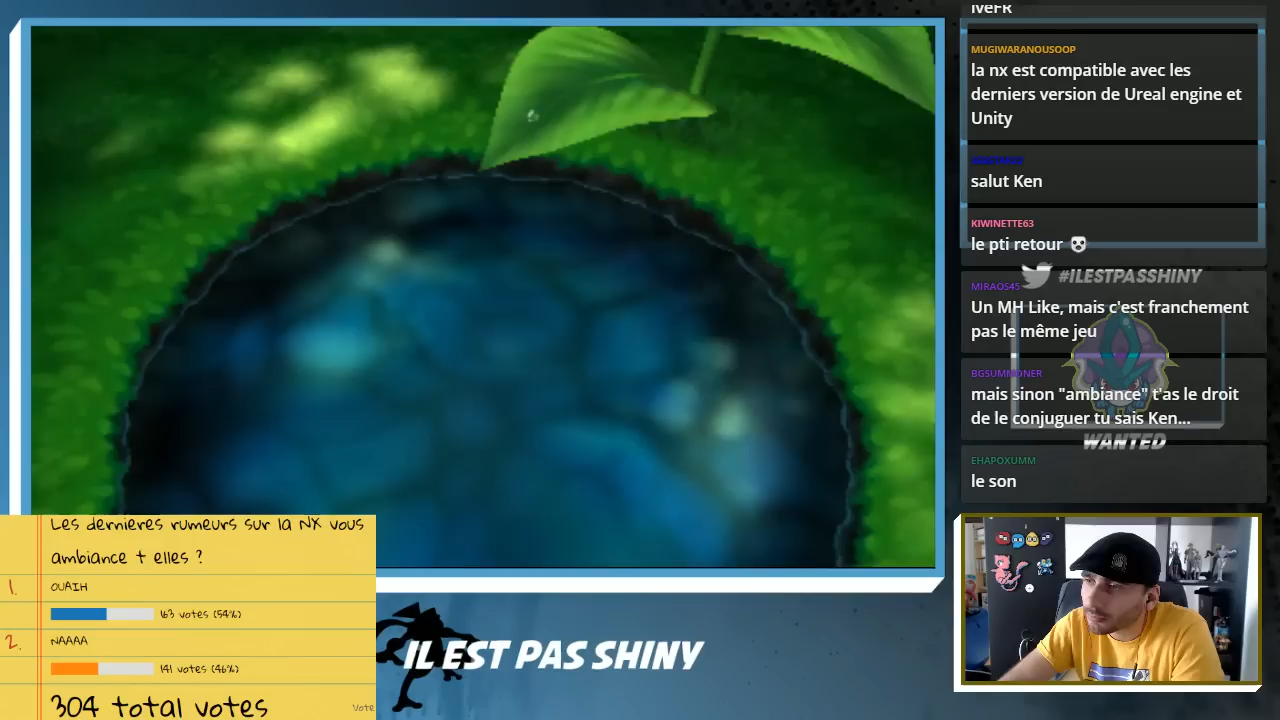 iveFR
MUGIWARANOUSOOP
la nx est compatible avec les
derniers version de Ureal engine et
Unity
salut Ken
KIWINETTE63
le pti retour
#ILESTPASSHINY
MIRAOS45
Un MH Like, mais c'est franchement
pas le même jeu
BGSUMMONER
mais sinon "ambiance" t'as le droit
de le conjuguer tu sais Ken...
WANTED
EHAPOXUMM
le son
Les dernieres rumeurs sur la NX vous
ambiance t elles ?
1. OUAIH
163 votes (54%)
2. NAAAA
141 votes (46%)
304 total votes
Vote
IL EST PAS SHINY